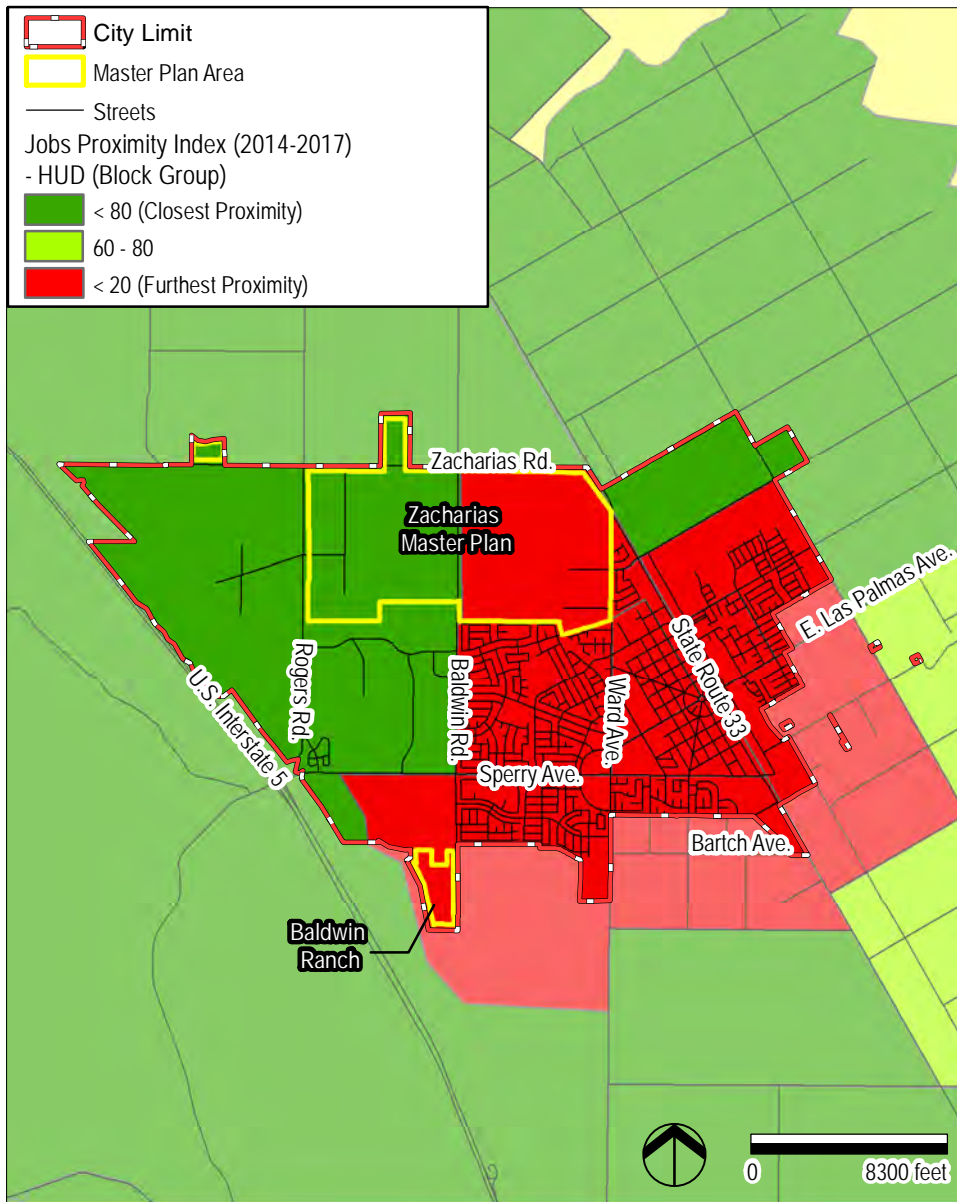 City Limit
Master Plan Area
Streets
Jobs Proximity Index (2014-2017)
- HUD (Block Group)
< 80 (Closest Proximity)
60 - 80
< 20 (Furthest Proximity)
Zacharias Rd.
Zacharias
Master Plan
E. Las Palmas Ave.
State Route 33
Rogers Rd.
Baldwin Rd.
Ward Ave.
U.S. Interstate 5
Sperry Ave.
Bartch Ave.
Baldwin
Ranch
0 8300 feet